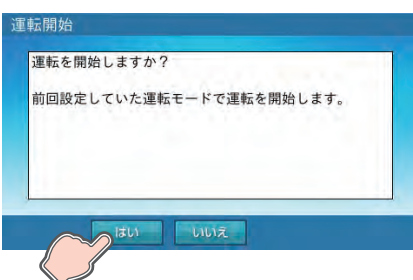 運転開始
運転を開始しますか？
前回設定していた運転モードで運転を開始します。
はい
いいえ